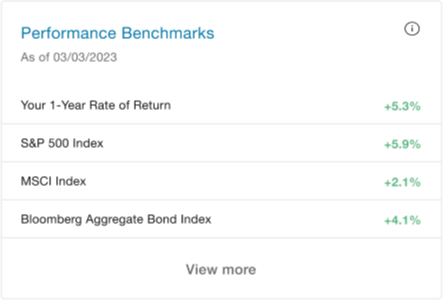 Performance Benchmarks
As of 03/03/2023
Your 1-Year Rate of Return +5.3%
S&P 500 Index +5.9%
MSCI Index +2.1%
Bloomberg Aggregate Bond Index +4.1%
View more